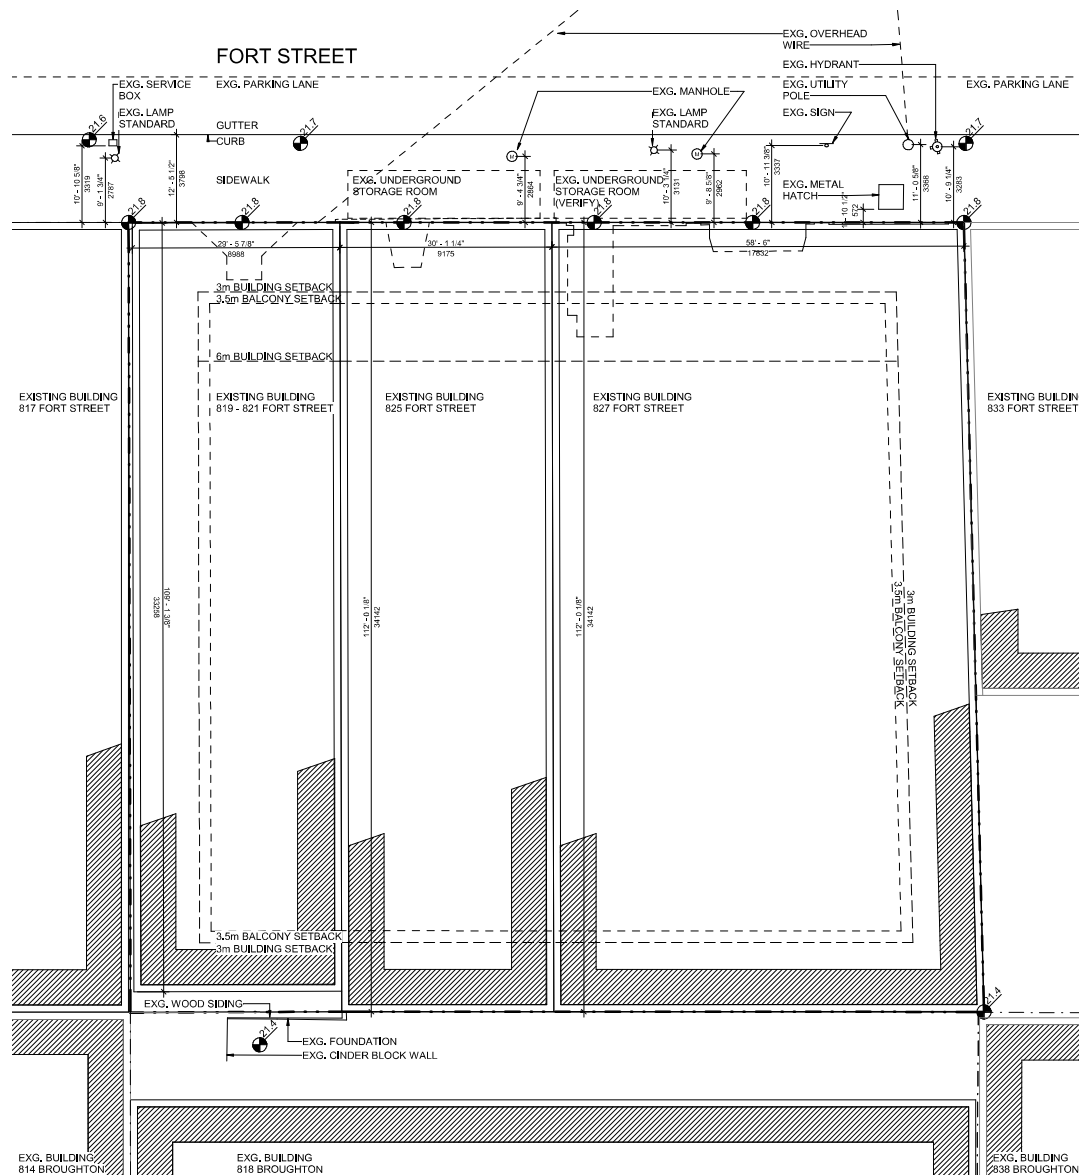 FORT STREET
EXG. OVERHEAD
WIRE
EXG. HYDRANT
EXG. SERVICE
BOX
EXG. PARKING LANE
EXG. MANHOLE
EXG. UTILITY
POLE
EXG. PARKING LANE
EXG. LAMP
STANDARD
EXG. LAMP
STANDARD
EXG. SIGN
21.6
GUTTER
CURB
21.7
21.7
10' - 10 5/8"
3319
9' - 1 3/4"
2787
12' - 5 1/2"
3798
SIDEWALK
EXG. UNDERGROUND
STORAGE ROOM
9' - 4 3/4"
2864
EXG. UNDERGROUND
STORAGE ROOM
(VERIFY)
10' - 3 1/4"
3131
9' - 8 5/8"
2962
10' - 11 3/8"
3337
EXG. METAL
HATCH
1' - 10 1/2"
572
11' - 0 5/8"
3368
10' - 9 1/4"
3283
21.8
21.8
21.8
21.8
21.8
21.8
29' - 5 7/8"
8988
30' - 1 1/4"
9175
58' - 6"
17832
3m BUILDING SETBACK
3.5m BALCONY SETBACK
6m BUILDING SETBACK
EXISTING BUILDING
817 FORT STREET
EXISTING BUILDING
819 - 821 FORT STREET
EXISTING BUILDING
825 FORT STREET
EXISTING BUILDING
827 FORT STREET
EXISTING BUILDIN
833 FORT STREET
109' - 1 3/8"
33258
112' - 0 1/8"
34142
112' - 0 1/8"
34142
3m BUILDING SETBACK
3.5m BALCONY SETBACK
3.5m BALCONY SETBACK
3m BUILDING SETBACK
EXG. WOOD SIDING
21.4
21.4
EXG. FOUNDATION
EXG. CINDER BLOCK WALL
EXG. BUILDING
814 BROUGHTON
EXG. BUILDING
818 BROUGHTON
EXG. BUILDING
838 BROUGHTON